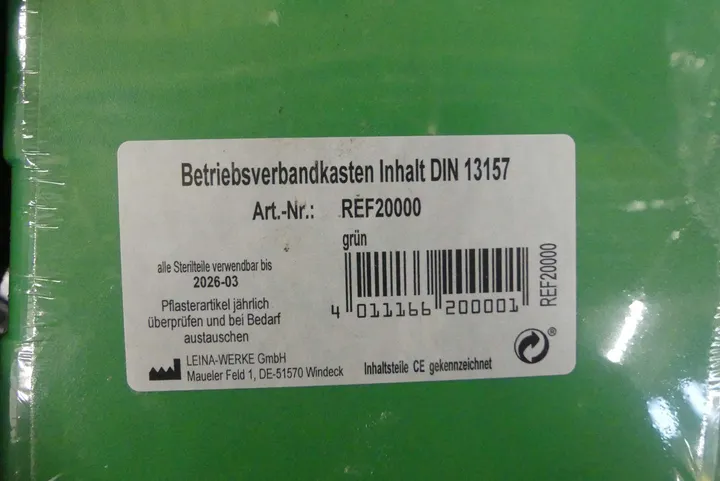 Betriebsverbandkasten Inhalt DIN 13157
Art.-Nr.: REF20000
grün
alle Sterilteile verwendbar bis
2026-03
Pflasterartikel jährlich
überprüfen und bei Bedarf
austauschen
LEINA-WERKE GmbH
Maueler Feld 1, DE-51570 Windeck
4 011166 200001
REF20000
Inhaltsteile CE gekennzeichnet
®